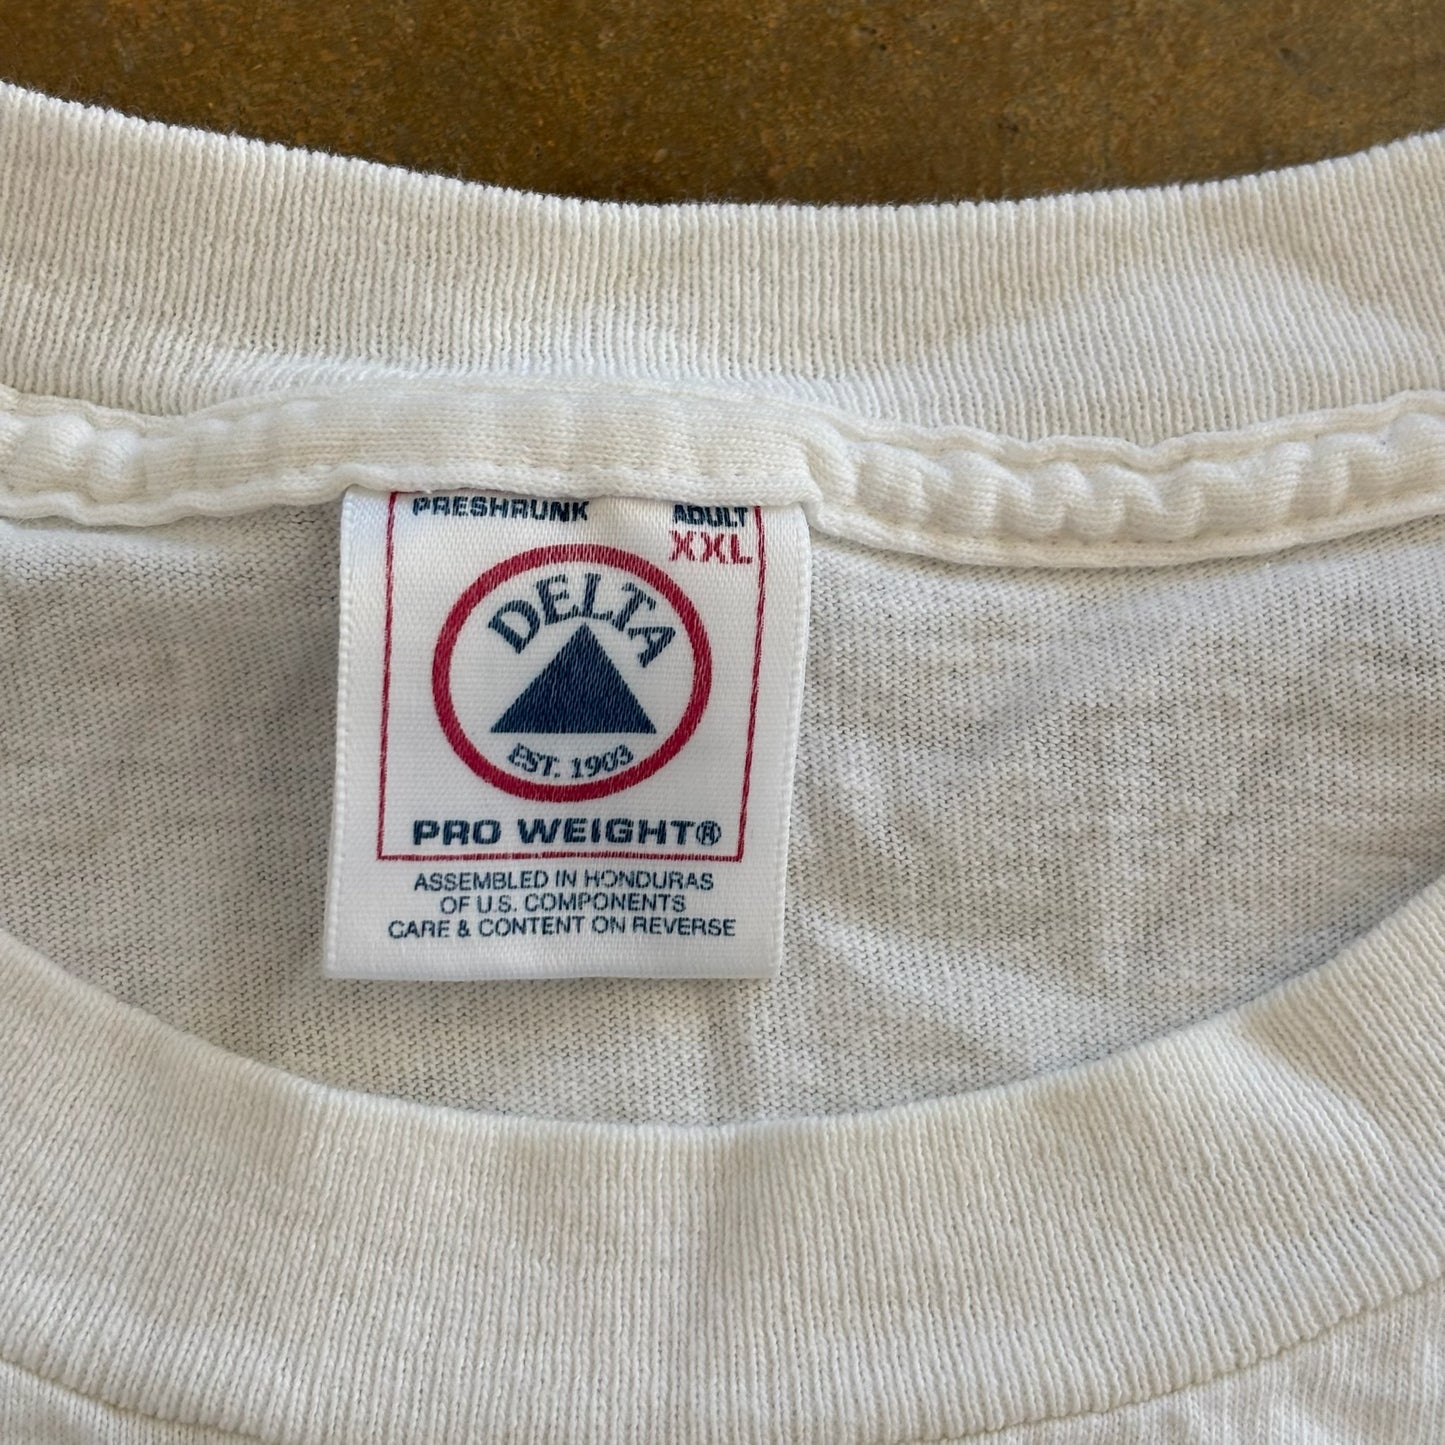 PRESHRUNK ADULT
XXL
DELTA
EST. 1903
PRO WEIGHT®
ASSEMBLED IN HONDURAS
OF U.S. COMPONENTS
CARE & CONTENT ON REVERSE